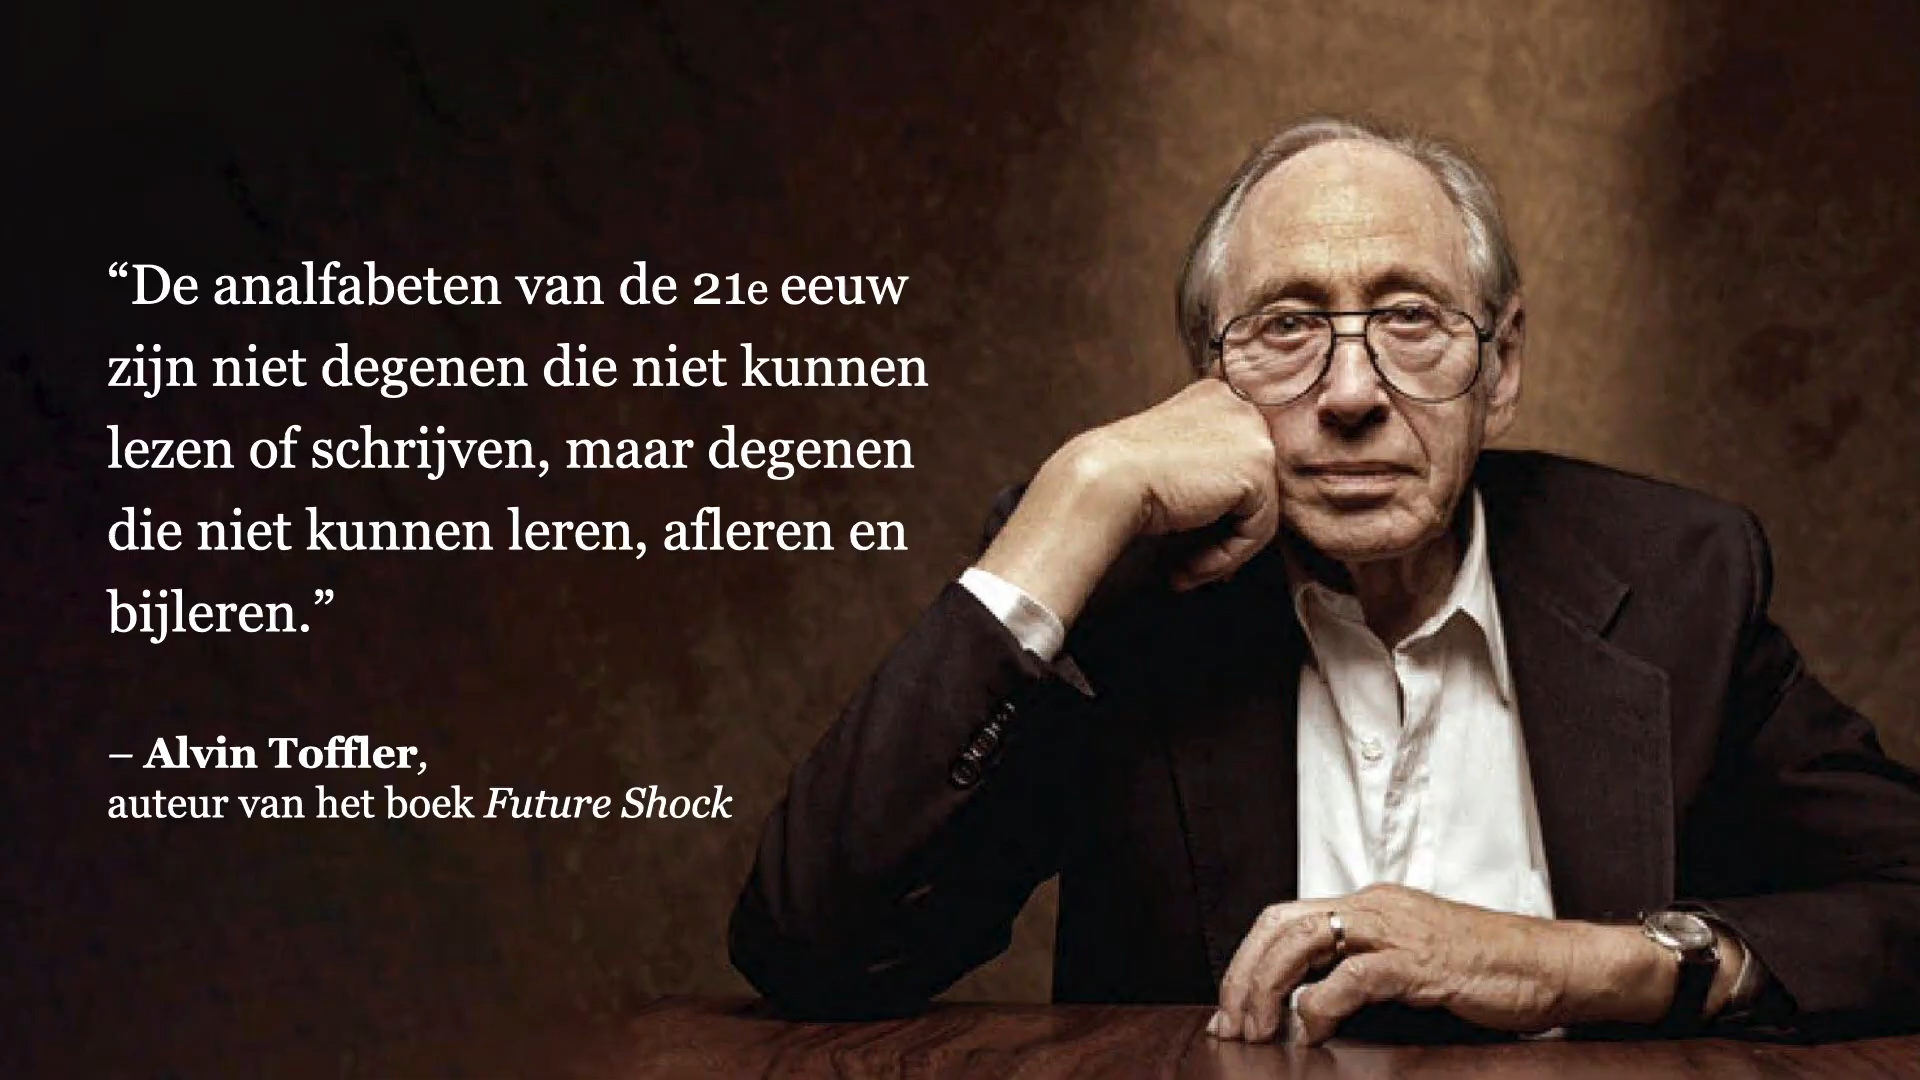 “De analfabeten van de 21e eeuw
zijn niet degenen die niet kunnen
lezen of schrijven, maar degenen
die niet kunnen leren, afleren en
bijleren.”
– Alvin Toffler,
auteur van het boek Future Shock